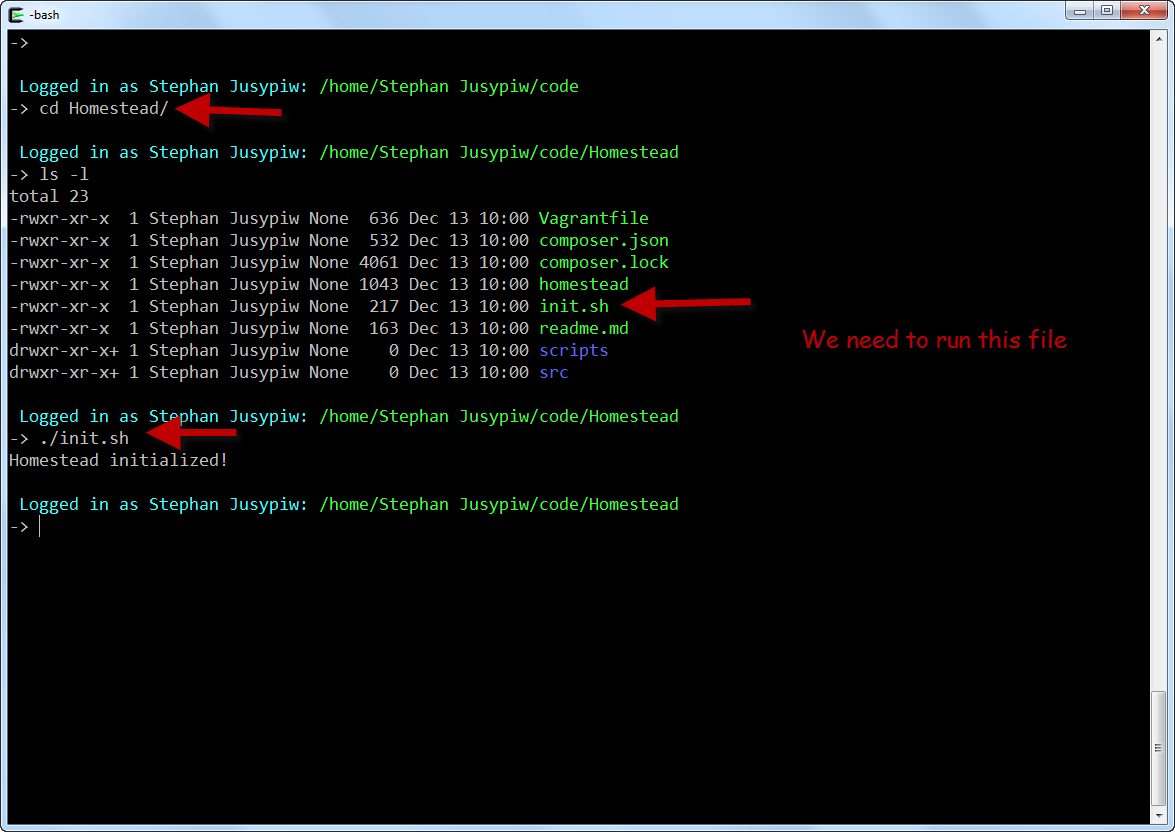 -bash
->
Logged in as Stephan Jusypiw: /home/Stephan Jusypiw/code
-> cd Homestead/
Logged in as Stephan Jusypiw: /home/Stephan Jusypiw/code/Homestead
-> ls -l
total 23
-rwxr-xr-x  1 Stephan Jusypiw None  636 Dec 13 10:00 Vagrantfile
-rwxr-xr-x  1 Stephan Jusypiw None  532 Dec 13 10:00 composer.json
-rwxr-xr-x  1 Stephan Jusypiw None 4061 Dec 13 10:00 composer.lock
-rwxr-xr-x  1 Stephan Jusypiw None 1043 Dec 13 10:00 homestead
-rwxr-xr-x  1 Stephan Jusypiw None  217 Dec 13 10:00 init.sh
-rwxr-xr-x  1 Stephan Jusypiw None  163 Dec 13 10:00 readme.md
We need to run this file
drwxr-xr-x+ 1 Stephan Jusypiw None    0 Dec 13 10:00 scripts
drwxr-xr-x+ 1 Stephan Jusypiw None    0 Dec 13 10:00 src
Logged in as Stephan Jusypiw: /home/Stephan Jusypiw/code/Homestead
-> ./init.sh
Homestead initialized!
Logged in as Stephan Jusypiw: /home/Stephan Jusypiw/code/Homestead
->